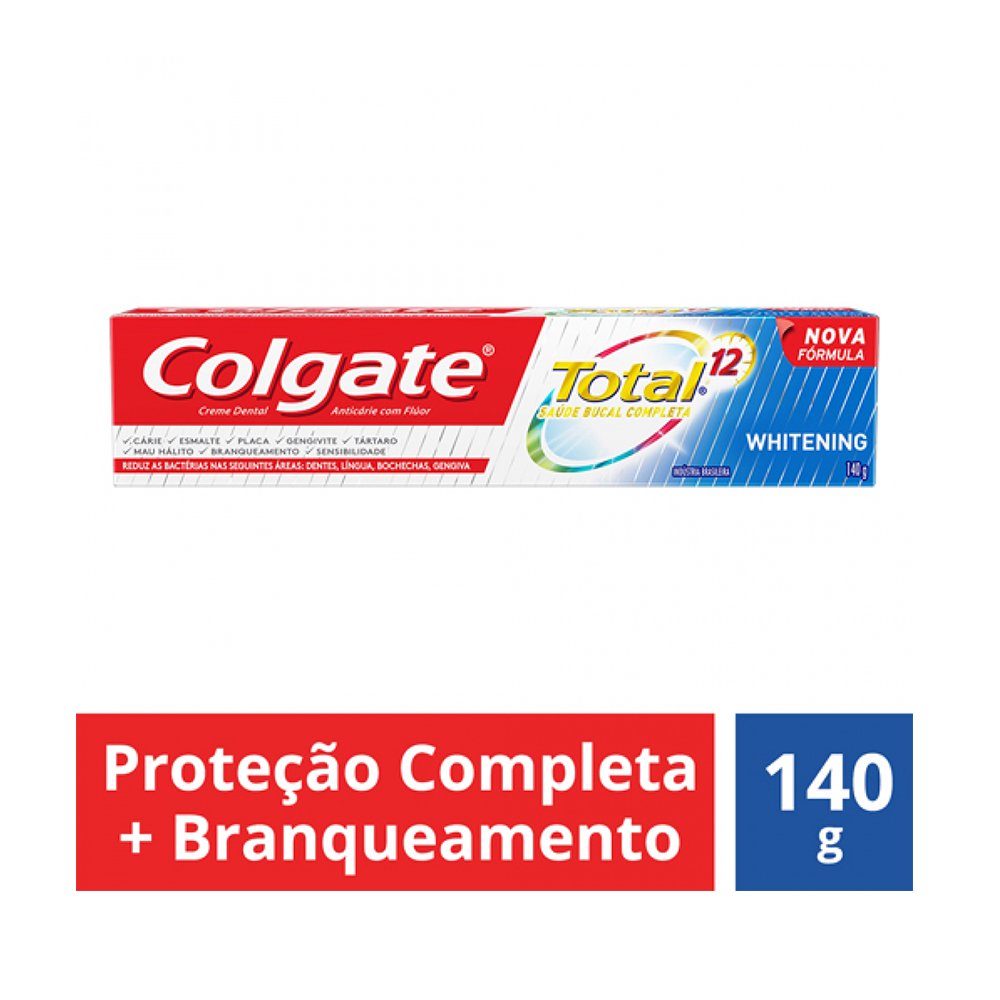 Colgate®
Creme Dental Anticárie com Flúor
✓ CÁRIE ✓ ESMALTE ✓ PLACA ✓ GENGIVITE ✓ TÁRTARO
✓ MAU HÁLITO ✓ BRANQUEAMENTO ✓ SENSIBILIDADE
REDUZ AS BACTÉRIAS NAS SEGUINTES ÁREAS: DENTES, LÍNGUA, BOCHECHAS, GENGIVA
Total® 12
SAÚDE BUCAL COMPLETA
INDÚSTRIA BRASILEIRA
NOVA
FÓRMULA
WHITENING
140 g
Proteção Completa
+ Branqueamento
140
g